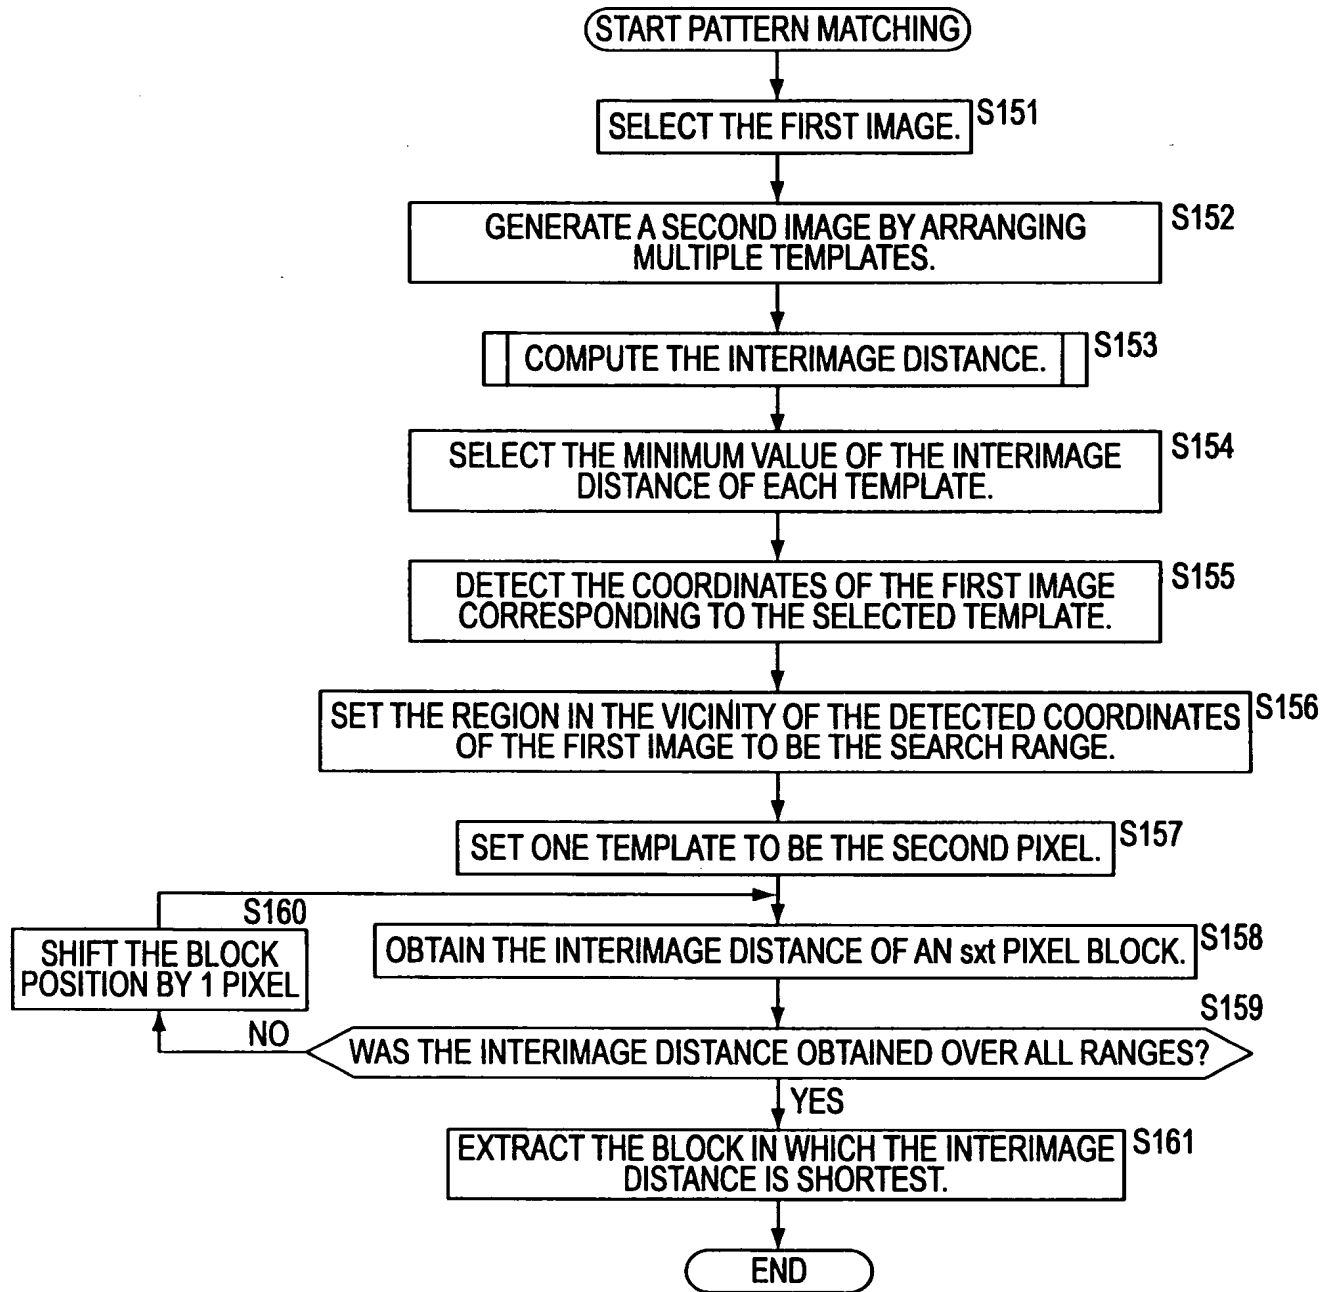 START PATTERN MATCHING
SELECT THE FIRST IMAGE.
S151
GENERATE A SECOND IMAGE BY ARRANGING
MULTIPLE TEMPLATES.
S152
COMPUTE THE INTERIMAGE DISTANCE.
S153
SELECT THE MINIMUM VALUE OF THE INTERIMAGE
DISTANCE OF EACH TEMPLATE.
S154
DETECT THE COORDINATES OF THE FIRST IMAGE
CORRESPONDING TO THE SELECTED TEMPLATE.
S155
SET THE REGION IN THE VICINITY OF THE DETECTED COORDINATES
OF THE FIRST IMAGE TO BE THE SEARCH RANGE.
S156
SET ONE TEMPLATE TO BE THE SECOND PIXEL.
S157
S160
SHIFT THE BLOCK
POSITION BY 1 PIXEL
OBTAIN THE INTERIMAGE DISTANCE OF AN sxt PIXEL BLOCK.
S158
S159
NO
WAS THE INTERIMAGE DISTANCE OBTAINED OVER ALL RANGES?
YES
EXTRACT THE BLOCK IN WHICH THE INTERIMAGE
DISTANCE IS SHORTEST.
S161
END